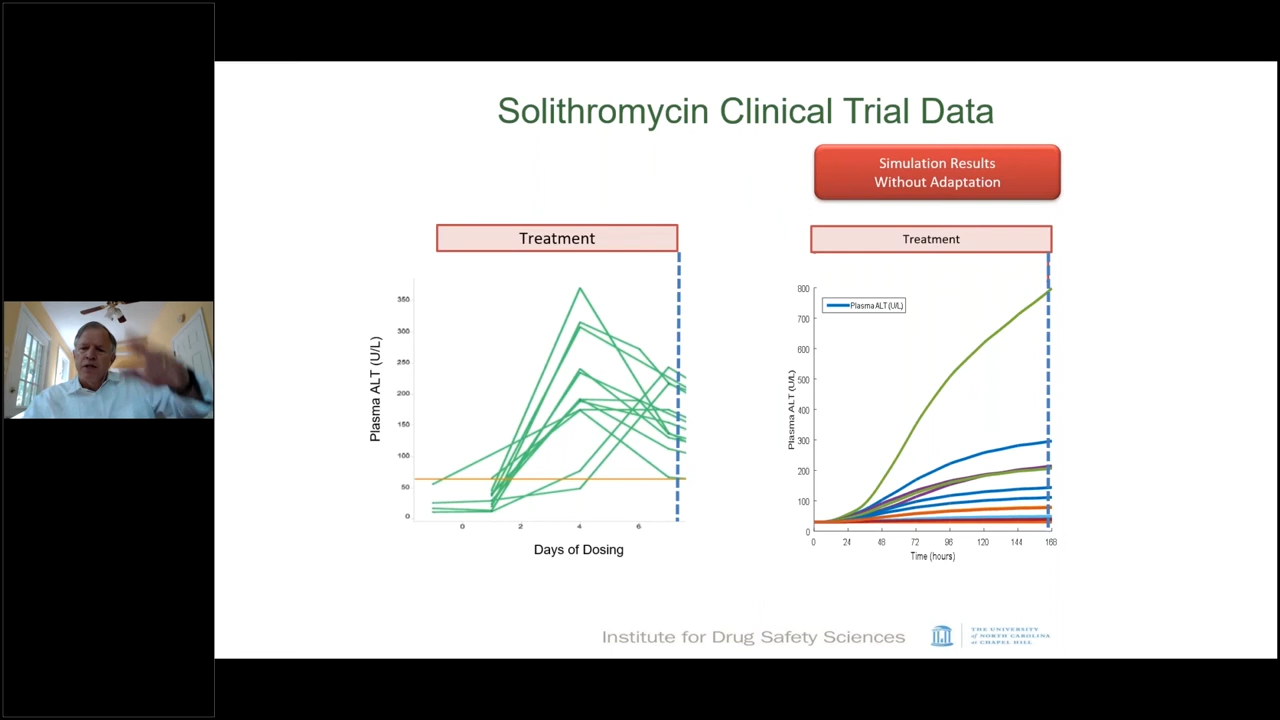 Solithromycin Clinical Trial Data
Simulation Results
Without Adaptation
Treatment
Plasma ALT (U/L)
350
300
250
200
150
100
50
0
0 2 4 6
Days of Dosing
Treatment
Plasma ALT (U/L)
Plasma ALT (U/L)
800
700
600
500
400
300
200
100
0
0 24 48 72 96 120 144 168
Time (hours)
Institute for Drug Safety Sciences
THE UNIVERSITY
of NORTH CAROLINA
at CHAPEL HILL